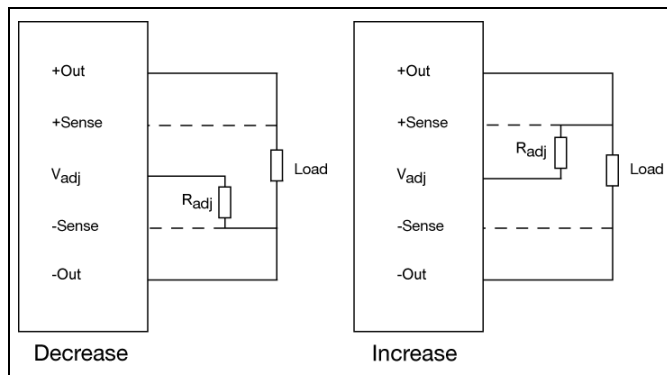 +Out
+Sense
Vadj
Radj
Load
-Sense
-Out
Decrease
+Out
+Sense
Radj
Vadj
Load
-Sense
-Out
Increase